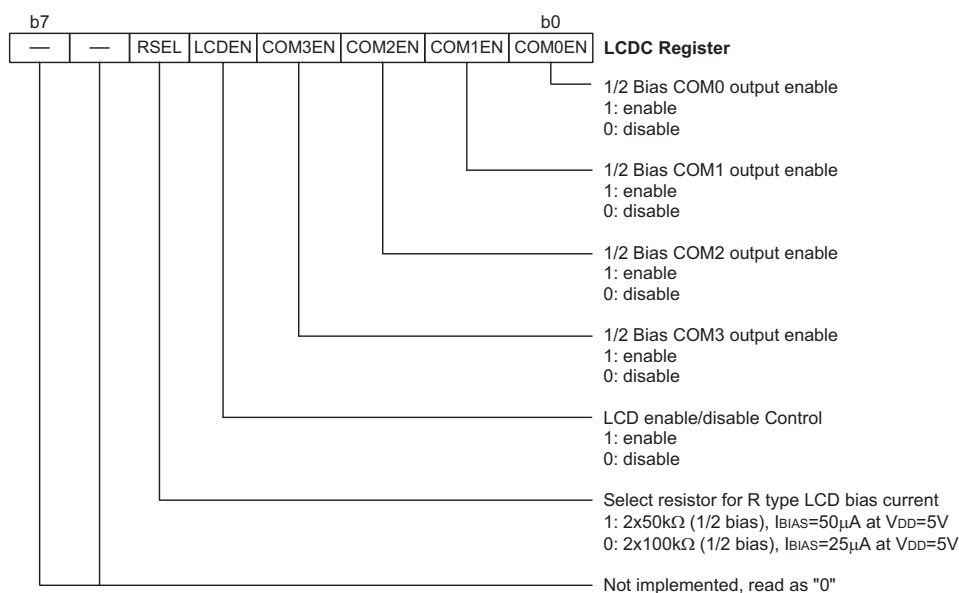 b7 b0
— — RSEL LCDEN COM3EN COM2EN COM1EN COM0EN LCDC Register
1/2 Bias COM0 output enable
1: enable
0: disable
1/2 Bias COM1 output enable
1: enable
0: disable
1/2 Bias COM2 output enable
1: enable
0: disable
1/2 Bias COM3 output enable
1: enable
0: disable
LCD enable/disable Control
1: enable
0: disable
Select resistor for R type LCD bias current
1: 2x50kΩ (1/2 bias), IBIAS=50μA at VDD=5V
0: 2x100kΩ (1/2 bias), IBIAS=25μA at VDD=5V
Not implemented, read as "0"